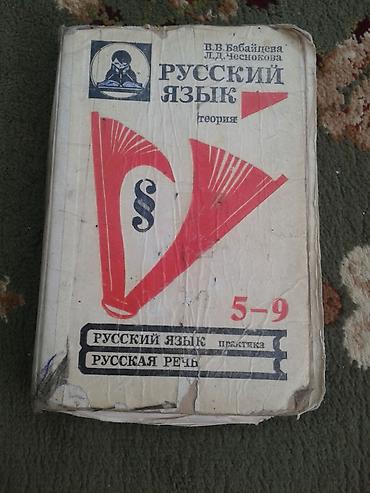 В.В.Бабайцева
Л.Д.Чеснокова
РУССКИЙ
ЯЗЫК
теория
§
5–9
РУССКИЙ ЯЗЫК практика
РУССКАЯ РЕЧЬ